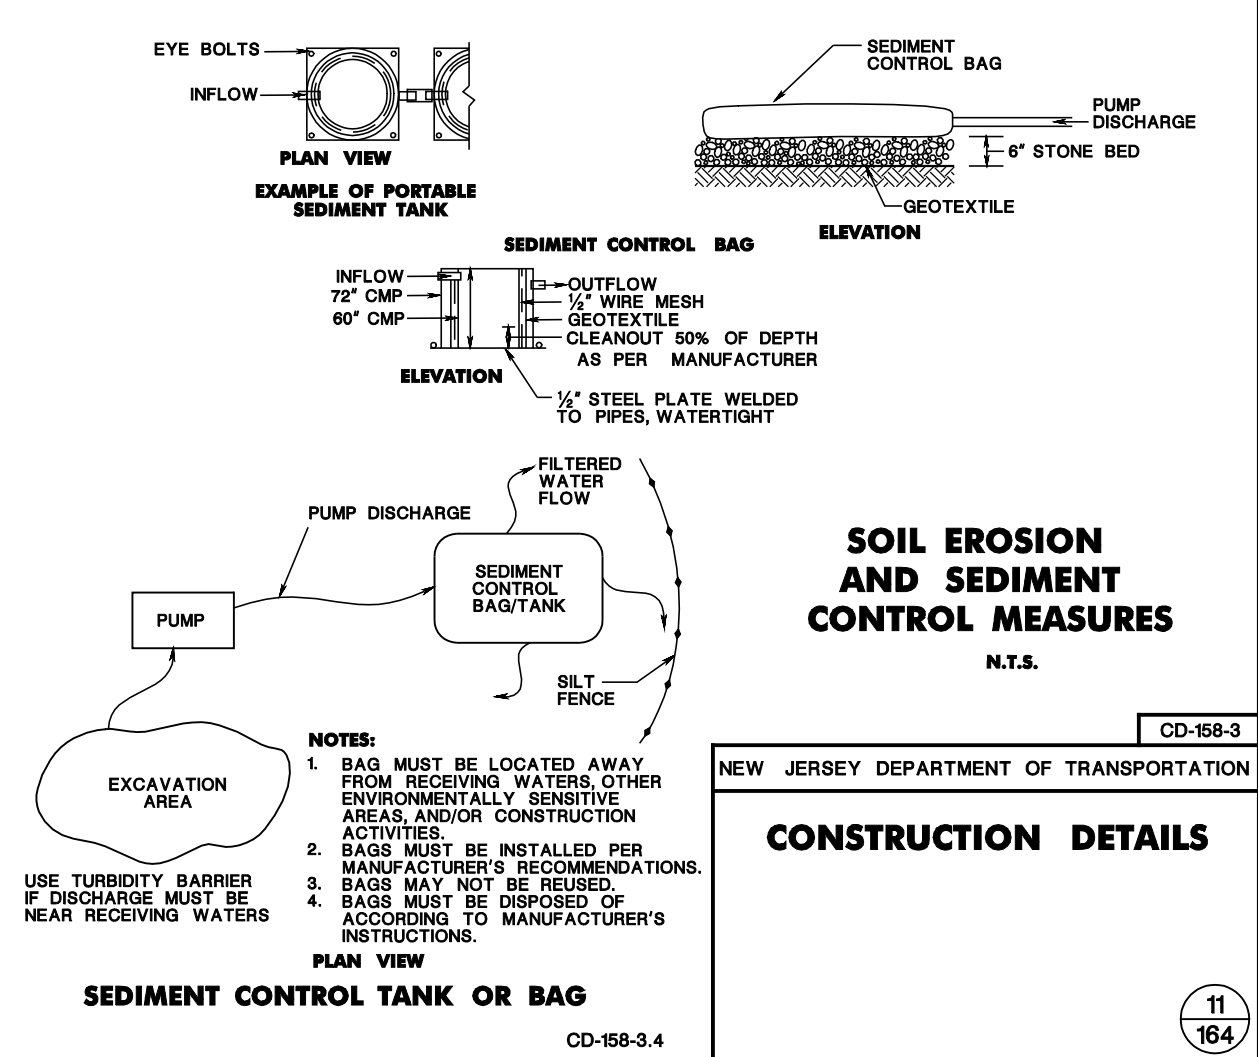 EYE BOLTS
INFLOW
PLAN VIEW
EXAMPLE OF PORTABLE
SEDIMENT TANK
SEDIMENT
CONTROL BAG
PUMP
DISCHARGE
6" STONE BED
GEOTEXTILE
ELEVATION
SEDIMENT CONTROL BAG
INFLOW
72" CMP
60" CMP
OUTFLOW
½" WIRE MESH
GEOTEXTILE
CLEANOUT 50% OF DEPTH
AS PER MANUFACTURER
ELEVATION
½" STEEL PLATE WELDED
TO PIPES, WATERTIGHT
FILTERED
WATER
FLOW
PUMP DISCHARGE
SEDIMENT
CONTROL
BAG/TANK
PUMP
SILT
FENCE
EXCAVATION
AREA
USE TURBIDITY BARRIER
IF DISCHARGE MUST BE
NEAR RECEIVING WATERS
NOTES:
1. BAG MUST BE LOCATED AWAY
FROM RECEIVING WATERS, OTHER
ENVIRONMENTALLY SENSITIVE
AREAS, AND/OR CONSTRUCTION
ACTIVITIES.
2. BAGS MUST BE INSTALLED PER
MANUFACTURER'S RECOMMENDATIONS.
3. BAGS MAY NOT BE REUSED.
4. BAGS MUST BE DISPOSED OF
ACCORDING TO MANUFACTURER'S
INSTRUCTIONS.
PLAN VIEW
SEDIMENT CONTROL TANK OR BAG
CD-158-3.4
SOIL EROSION
AND SEDIMENT
CONTROL MEASURES
N.T.S.
CD-158-3
NEW JERSEY DEPARTMENT OF TRANSPORTATION
CONSTRUCTION DETAILS
11
164